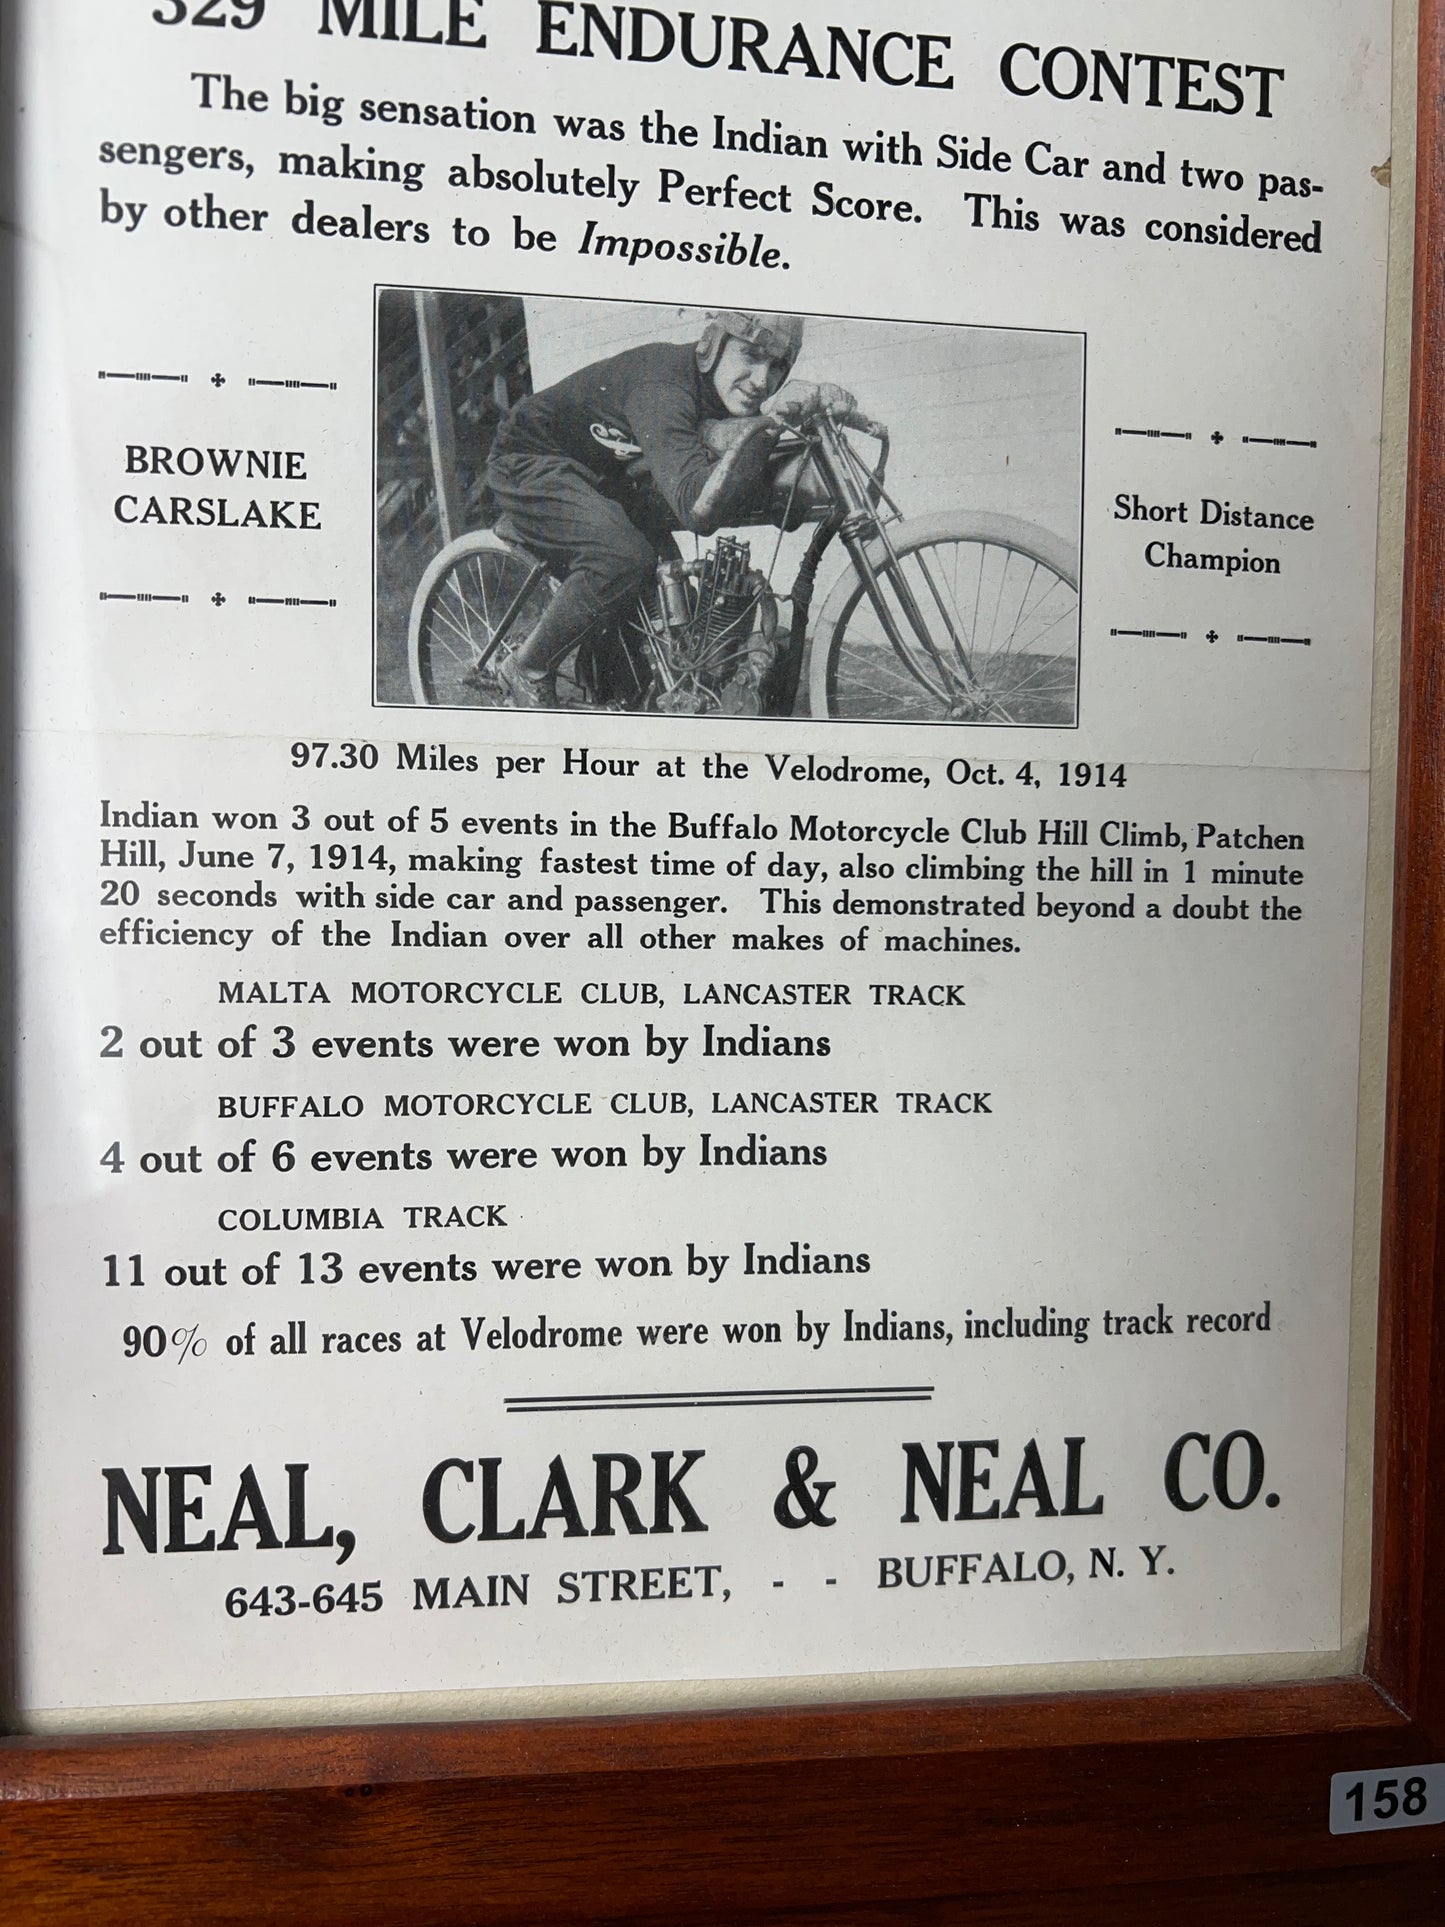 329 MILE ENDURANCE CONTEST
The big sensation was the Indian with Side Car and two pas-
sengers, making absolutely Perfect Score. This was considered
by other dealers to be Impossible.
BROWNIE
CARSLAKE
Short Distance
Champion
97.30 Miles per Hour at the Velodrome, Oct. 4, 1914
Indian won 3 out of 5 events in the Buffalo Motorcycle Club Hill Climb, Patchen
Hill, June 7, 1914, making fastest time of day, also climbing the hill in 1 minute
20 seconds with side car and passenger. This demonstrated beyond a doubt the
efficiency of the Indian over all other makes of machines.
MALTA MOTORCYCLE CLUB, LANCASTER TRACK
2 out of 3 events were won by Indians
BUFFALO MOTORCYCLE CLUB, LANCASTER TRACK
4 out of 6 events were won by Indians
COLUMBIA TRACK
11 out of 13 events were won by Indians
90% of all races at Velodrome were won by Indians, including track record
NEAL, CLARK & NEAL CO.
643-645 MAIN STREET, - - BUFFALO, N. Y.
158